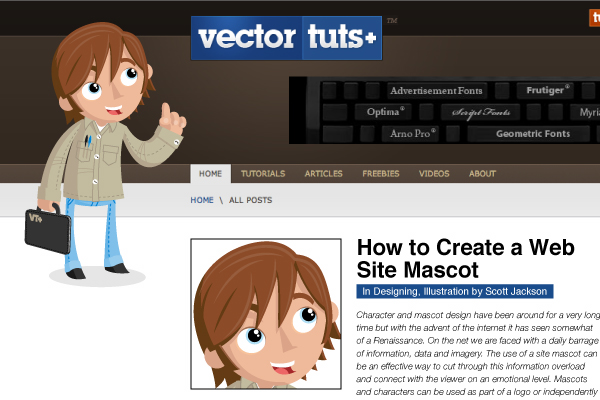 vector tuts+ ™
Advertisement Fonts Frutiger®
Optima® Script Fonts
Arno Pro® Geometric Fonts
HOME TUTORIALS ARTICLES FREEBIES VIDEOS ABOUT
HOME \ ALL POSTS
VT+
How to Create a Web
Site Mascot
In Designing, Illustration by Scott Jackson
Character and mascot design have been around for a very long
time but with the advent of the internet it has seen somewhat
of a Renaissance. On the net we are faced with a daily barrage
of information, data and imagery. The use of a site mascot can
be an effective way to cut through this information overload
and connect with the viewer on an emotional level. Mascots
and characters can be used as part of a logo or independently